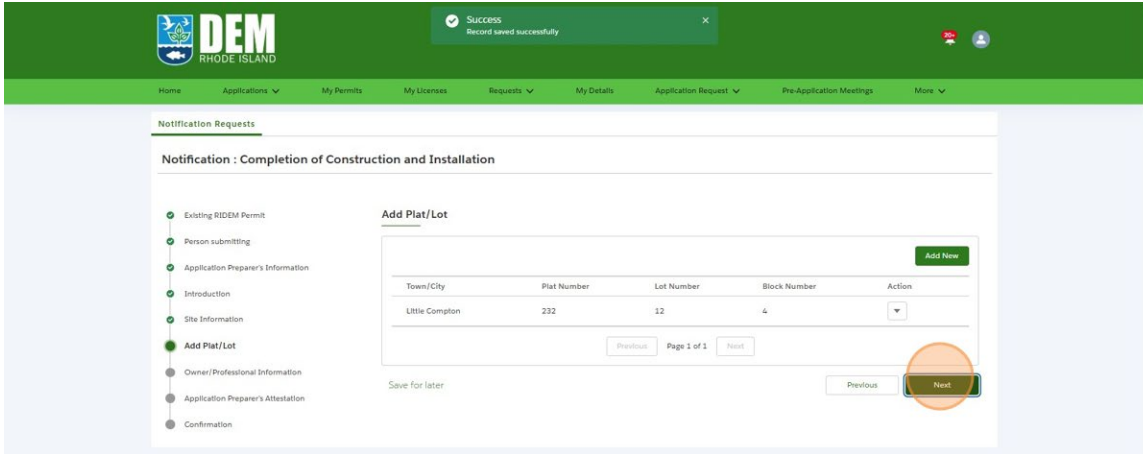 Success
Record saved successfully
DEM
RHODE ISLAND
20+
Home Applications My Permits My Licenses Requests My Details Application Request Pre-Application Meetings More
Notification Requests
Notification : Completion of Construction and Installation
Existing RIDEM Permit
Person submitting
Application Preparer's Information
Introduction
Site Information
Add Plat/Lot
Owner/Professional Information
Application Preparer's Attestation
Confirmation
Add Plat/Lot
Add New
Town/City Plat Number Lot Number Block Number Action
Little Compton 232 12 4
Previous Page 1 of 1 Next
Save for later Previous Next